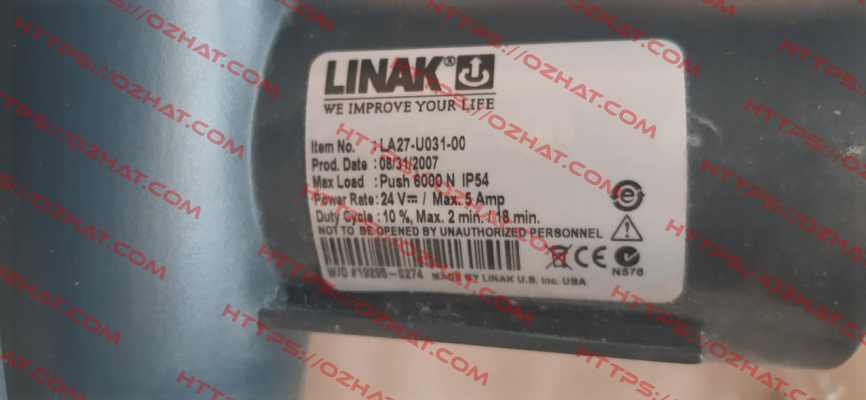 LINAK®
WE IMPROVE YOUR LIFE
Item No. : LA27-U031-00
Prod. Date : 08/31/2007
Max Load : Push 6000 N IP54
Power Rate: 24 V⎓ / Max. 5 Amp
Duty Cycle : 10 %, Max. 2 min. / 18 min.
NOT TO BE OPENED BY UNAUTHORIZED PERSONNEL
N576
W/O #19295-0274 MADE BY LINAK U.S. Inc. USA
HTTPS://OZHAT.COM